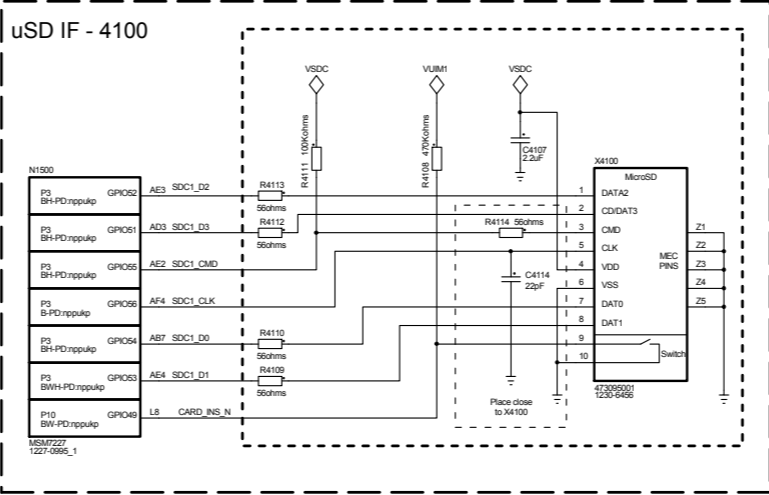 uSD IF - 4100
VSDC
VUIM1
VSDC
R4111 100Kohms
R4108 470Kohms
C4107
2.2uF
N1500
X4100
MicroSD
P3
BH-PD:nppukp
GPIO52
AE3 SDC1_D2
R4113
56ohms
1
DATA2
P3
BH-PD:nppukp
GPIO51
AD3 SDC1_D3
R4112
56ohms
2
CD/DAT3
R4114 56ohms
3
CMD
P3
BH-PD:nppukp
GPIO55
AE2 SDC1_CMD
5
CLK
4
VDD
P3
B-PD:nppukp
GPIO56
AF4 SDC1_CLK
C4114
22pF
6
VSS
MEC
PINS
Z1
Z2
Z3
Z4
Z5
P3
BH-PD:nppukp
GPIO54
AB7 SDC1_D0
R4110
56ohms
7
DAT0
8
DAT1
P3
BWH-PD:nppukp
GPIO53
AE4 SDC1_D1
R4109
56ohms
9
10
Switch
P10
BW-PD:nppukp
GPIO49
L8 CARD_INS_N
Place close
to X4100
473095001
1230-6456
MSM7227
1227-0995_1